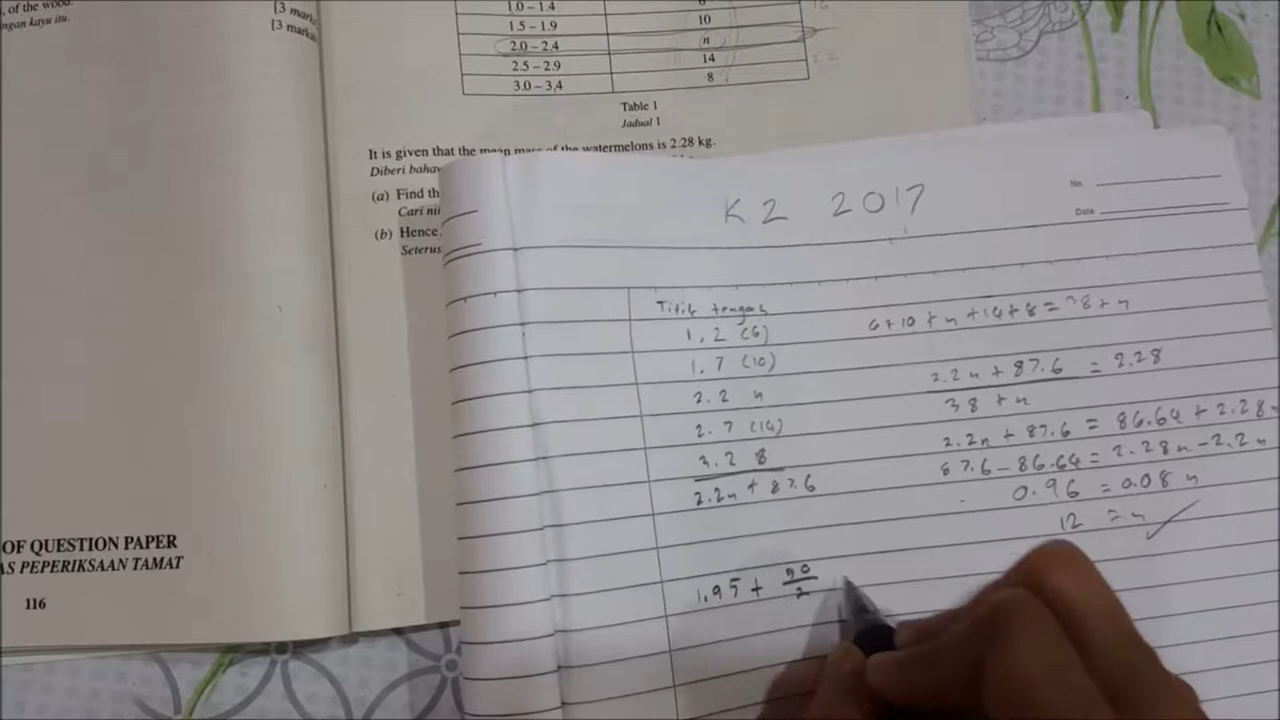 of the wood.
ngan kayu itu.
[3 mark
[3 marka
1.0 – 1.4 6
1.5 – 1.9 10
2.0 – 2.4 n
2.5 – 2.9 14
3.0 – 3.4 8
Table 1
Jadual 1
It is given that the mean mass of the watermelons is 2.28 kg.
Diberi bahaw
(a) Find th
Cari nil
(b) Hence,
Seterus
OF QUESTION PAPER
AS PEPERIKSAAN TAMAT
116
No.
Date
K2 2017
Titik tengah
1.2 (6)
1.7 (10)
2.2 n
2.7 (14)
3.2 8
2.2n + 87.6
6+10+n+14+8=38+n
2.2n + 87.6 = 2.28
38 + n
2.2n + 87.6 = 86.64 + 2.28n
87.6-86.64=2.28n-2.2n
0.96 = 0.08n
12 = n
1.95 + 50
2